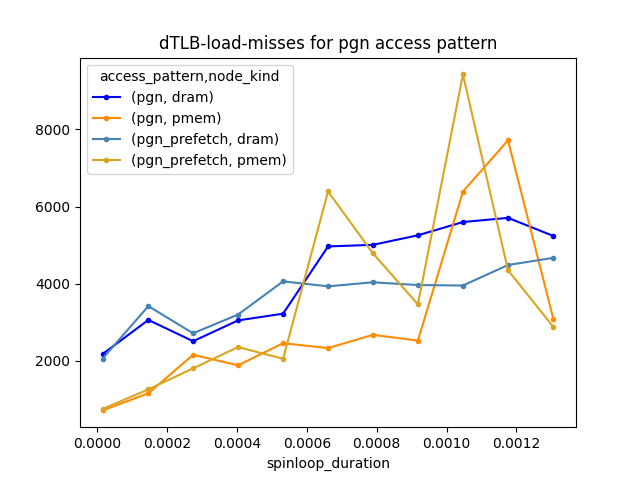 dTLB-load-misses for pgn access pattern
access_pattern,node_kind
(pgn, dram)
(pgn, pmem)
(pgn_prefetch, dram)
(pgn_prefetch, pmem)
8000
6000
4000
2000
0.0000 0.0002 0.0004 0.0006 0.0008 0.0010 0.0012
spinloop_duration